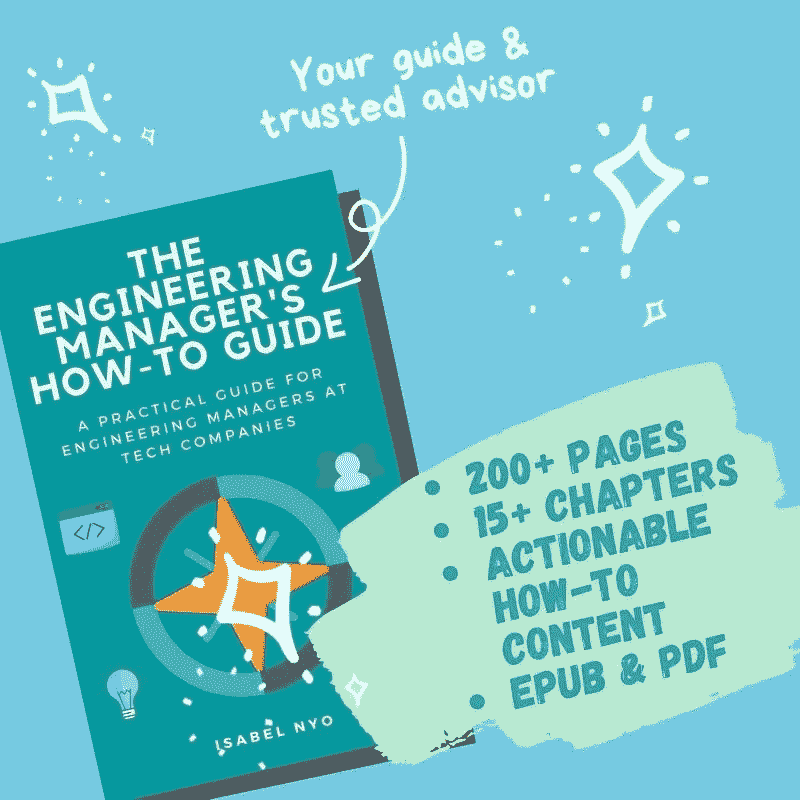 Your guide &
trusted advisor
THE
ENGINEERING
MANAGER'S
HOW-TO GUIDE
A PRACTICAL GUIDE FOR
ENGINEERING MANAGERS AT
TECH COMPANIES
</>
ISABEL NYO
• 200+ PAGES
• 15+ CHAPTERS
• ACTIONABLE
HOW-TO
CONTENT
• EPUB & PDF